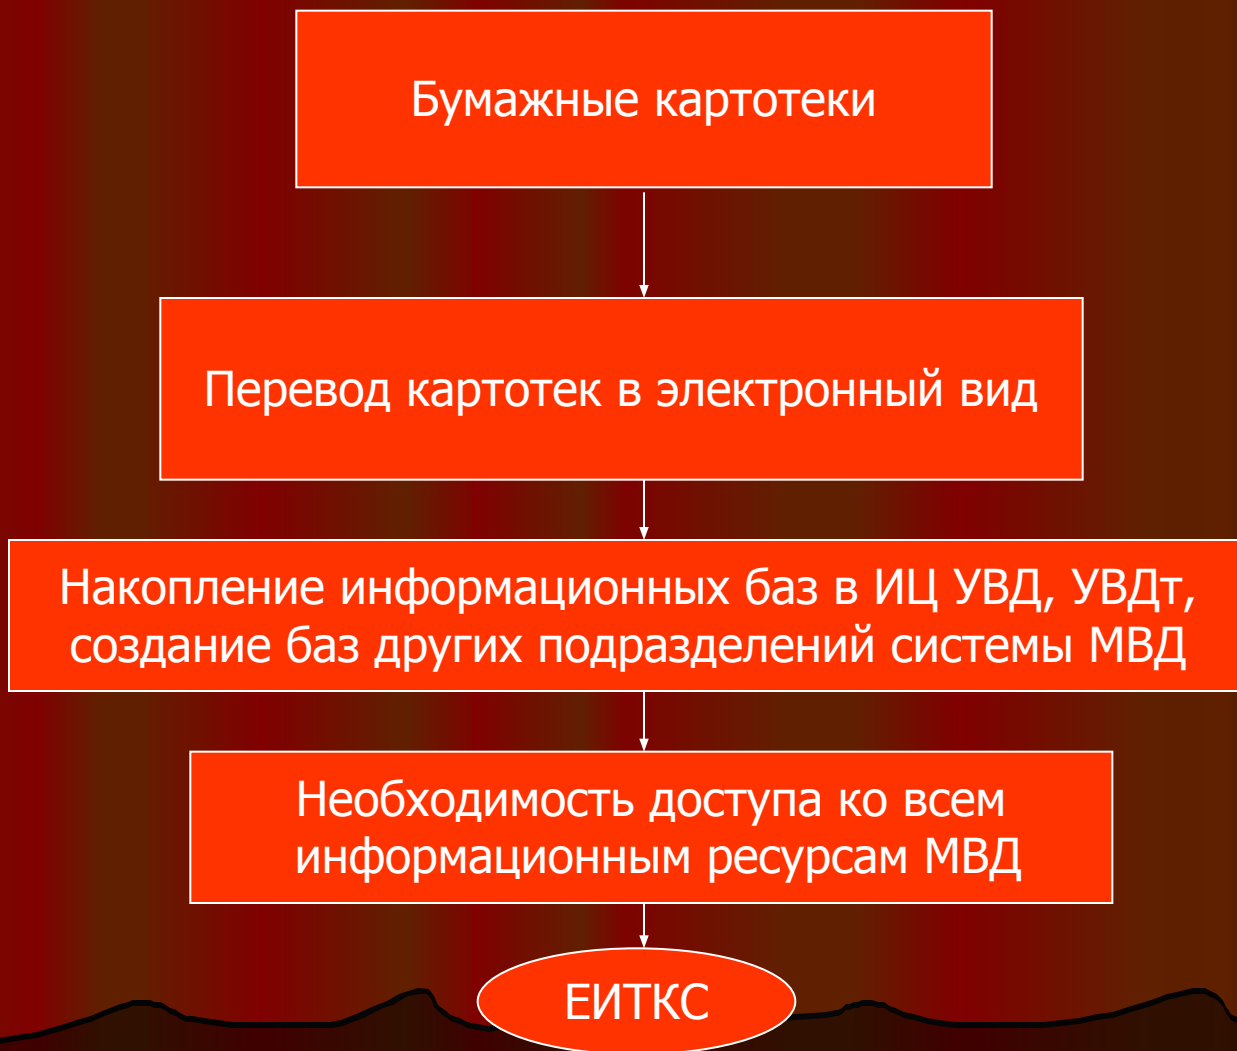 Бумажные картотеки
Перевод картотек в электронный вид
Накопление информационных баз в ИЦ УВД, УВДт,
создание баз других подразделений системы МВД
Необходимость доступа ко всем
информационным ресурсам МВД
ЕИТКС